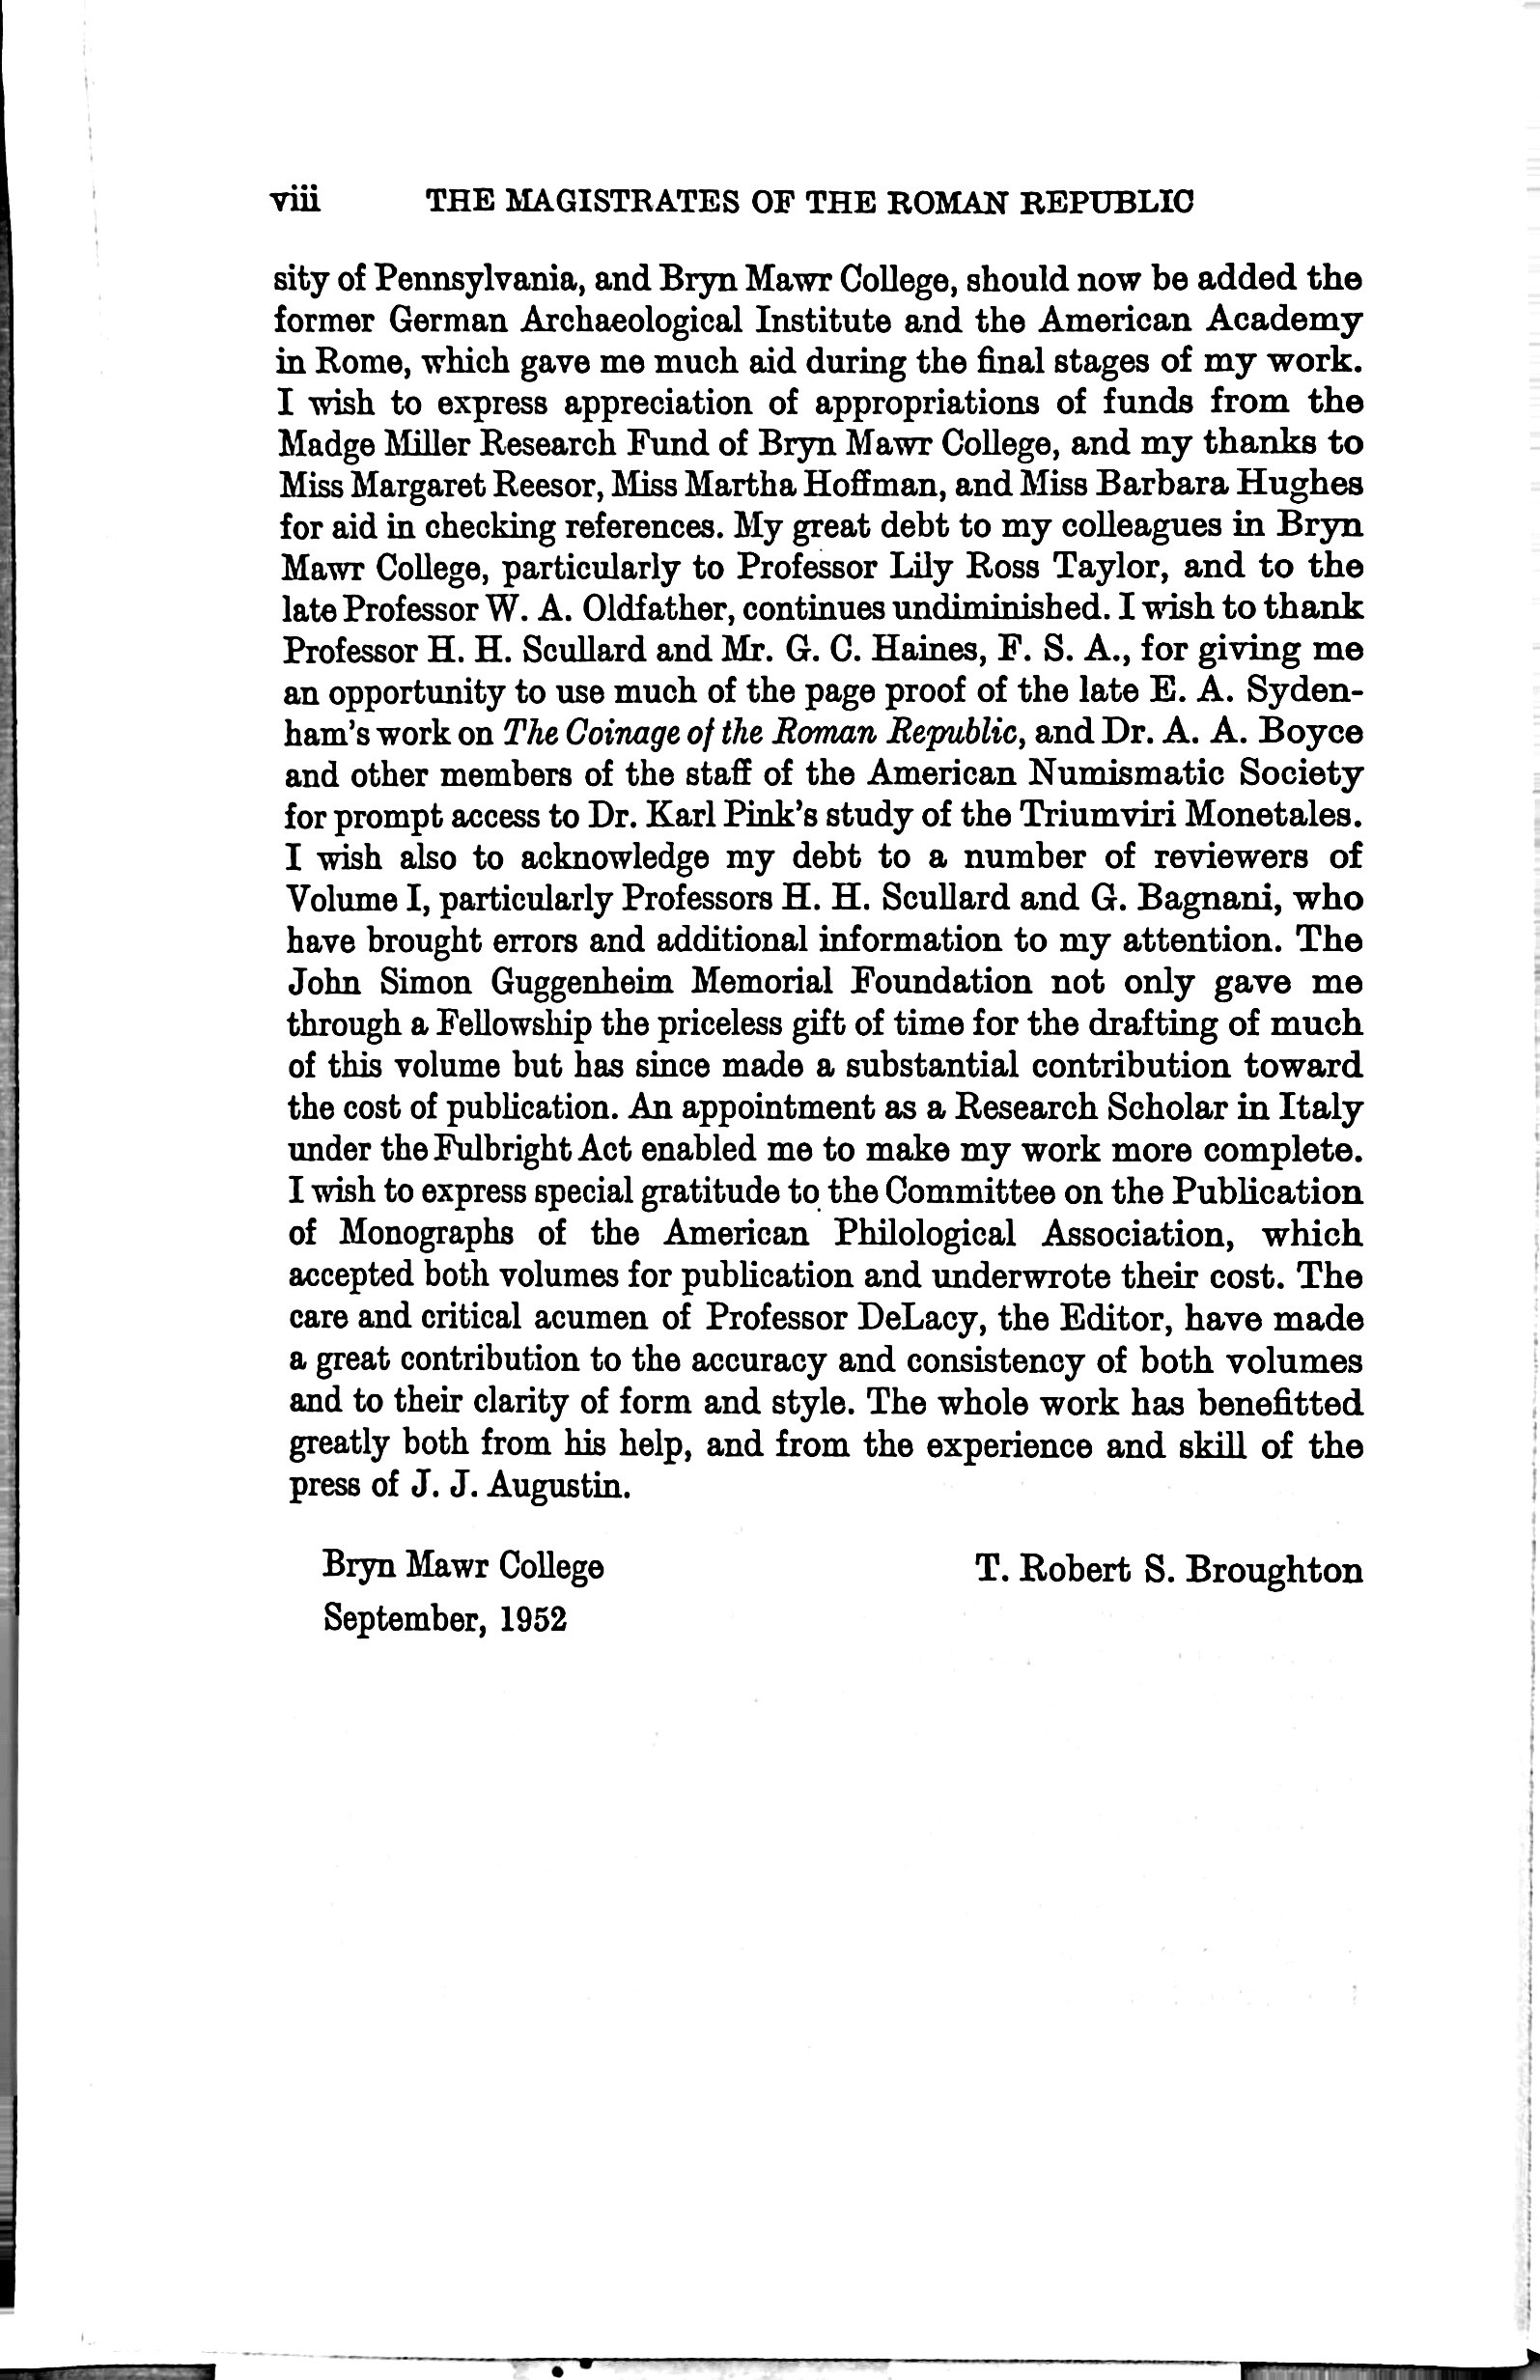 viii THE MAGISTRATES OF THE ROMAN REPUBLIC
sity of Pennsylvania, and Bryn Mawr College, should now be added the
former German Archaeological Institute and the American Academy
in Rome, which gave me much aid during the final stages of my work.
I wish to express appreciation of appropriations of funds from the
Madge Miller Research Fund of Bryn Mawr College, and my thanks to
Miss Margaret Reesor, Miss Martha Hoffman, and Miss Barbara Hughes
for aid in checking references. My great debt to my colleagues in Bryn
Mawr College, particularly to Professor Lily Ross Taylor, and to the
late Professor W. A. Oldfather, continues undiminished. I wish to thank
Professor H. H. Scullard and Mr. G. C. Haines, F. S. A., for giving me
an opportunity to use much of the page proof of the late E. A. Syden-
ham's work on The Coinage of the Roman Republic, and Dr. A. A. Boyce
and other members of the staff of the American Numismatic Society
for prompt access to Dr. Karl Pink's study of the Triumviri Monetales.
I wish also to acknowledge my debt to a number of reviewers of
Volume I, particularly Professors H. H. Scullard and G. Bagnani, who
have brought errors and additional information to my attention. The
John Simon Guggenheim Memorial Foundation not only gave me
through a Fellowship the priceless gift of time for the drafting of much
of this volume but has since made a substantial contribution toward
the cost of publication. An appointment as a Research Scholar in Italy
under the Fulbright Act enabled me to make my work more complete.
I wish to express special gratitude to the Committee on the Publication
of Monographs of the American Philological Association, which
accepted both volumes for publication and underwrote their cost. The
care and critical acumen of Professor DeLacy, the Editor, have made
a great contribution to the accuracy and consistency of both volumes
and to their clarity of form and style. The whole work has benefitted
greatly both from his help, and from the experience and skill of the
press of J. J. Augustin.
Bryn Mawr College T. Robert S. Broughton
September, 1952